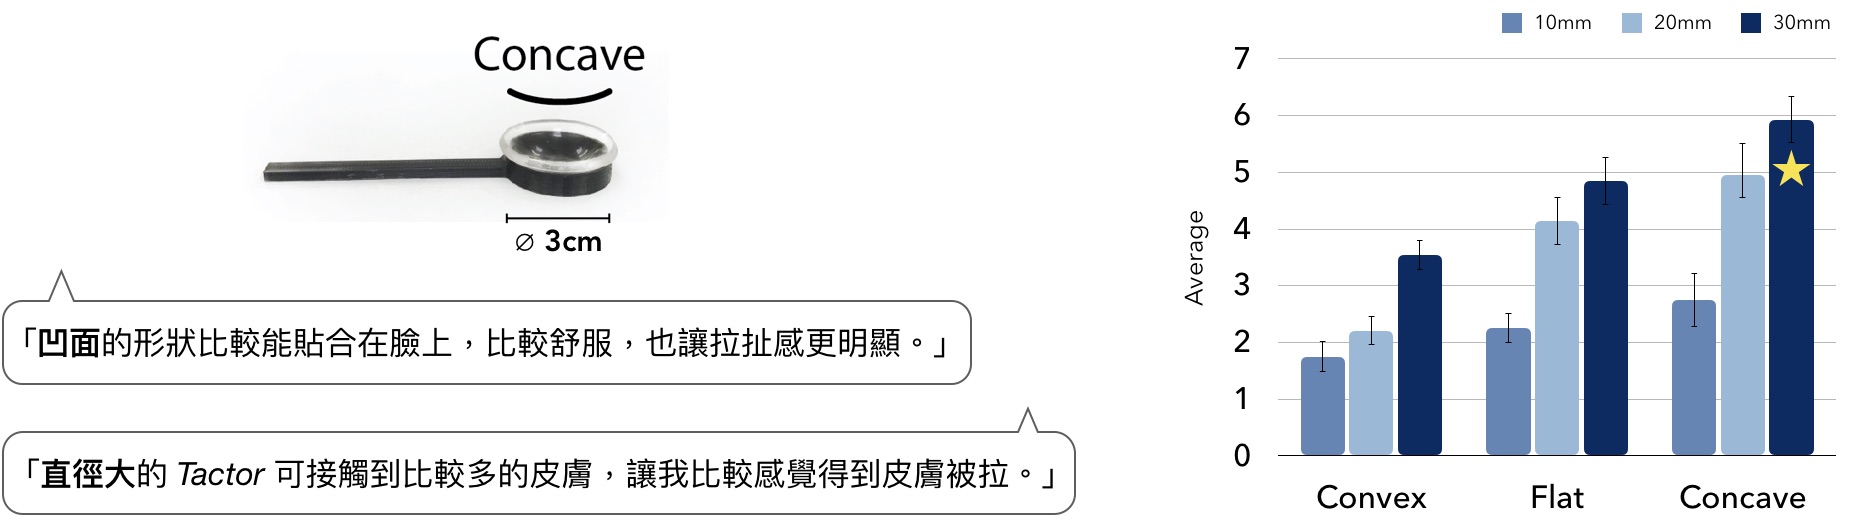 Concave
⌀ 3cm
「凹面的形狀比較能貼合在臉上，比較舒服，也讓拉扯感更明顯。」
「直徑大的 Tactor 可接觸到比較多的皮膚，讓我比較感覺得到皮膚被拉。」
10mm 20mm 30mm
Average
7
6
5
4
3
2
1
0
Convex Flat Concave